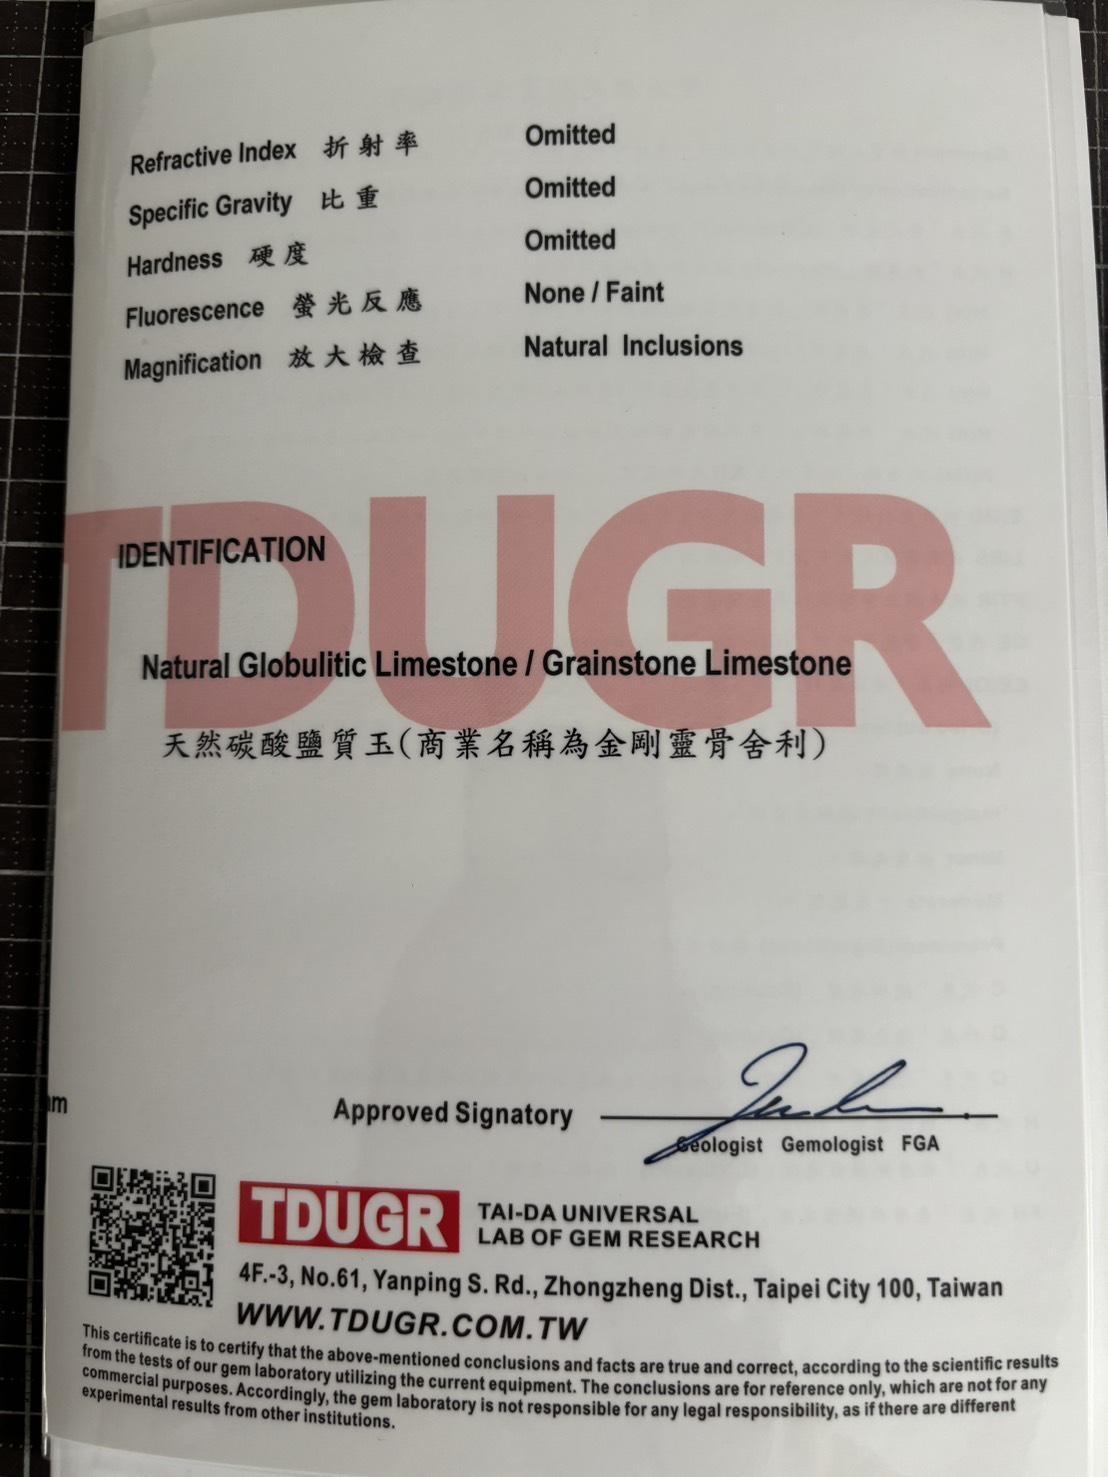 Refractive Index 折射率 Omitted
Specific Gravity 比重 Omitted
Hardness 硬度 Omitted
Fluorescence 螢光反應 None / Faint
Magnification 放大檢查 Natural Inclusions
TDUGR
IDENTIFICATION
Natural Globulitic Limestone / Grainstone Limestone
天然碳酸鹽質玉(商業名稱為金剛靈骨舍利)
Approved Signatory
Geologist Gemologist FGA
TDUGR
TAI-DA UNIVERSAL
LAB OF GEM RESEARCH
4F.-3, No.61, Yanping S. Rd., Zhongzheng Dist., Taipei City 100, Taiwan
WWW.TDUGR.COM.TW
This certificate is to certify that the above-mentioned conclusions and facts are true and correct, according to the scientific results
from the tests of our gem laboratory utilizing the current equipment. The conclusions are for reference only, which are not for any
commercial purposes. Accordingly, the gem laboratory is not responsible for any legal responsibility, as if there are different
experimental results from other institutions.